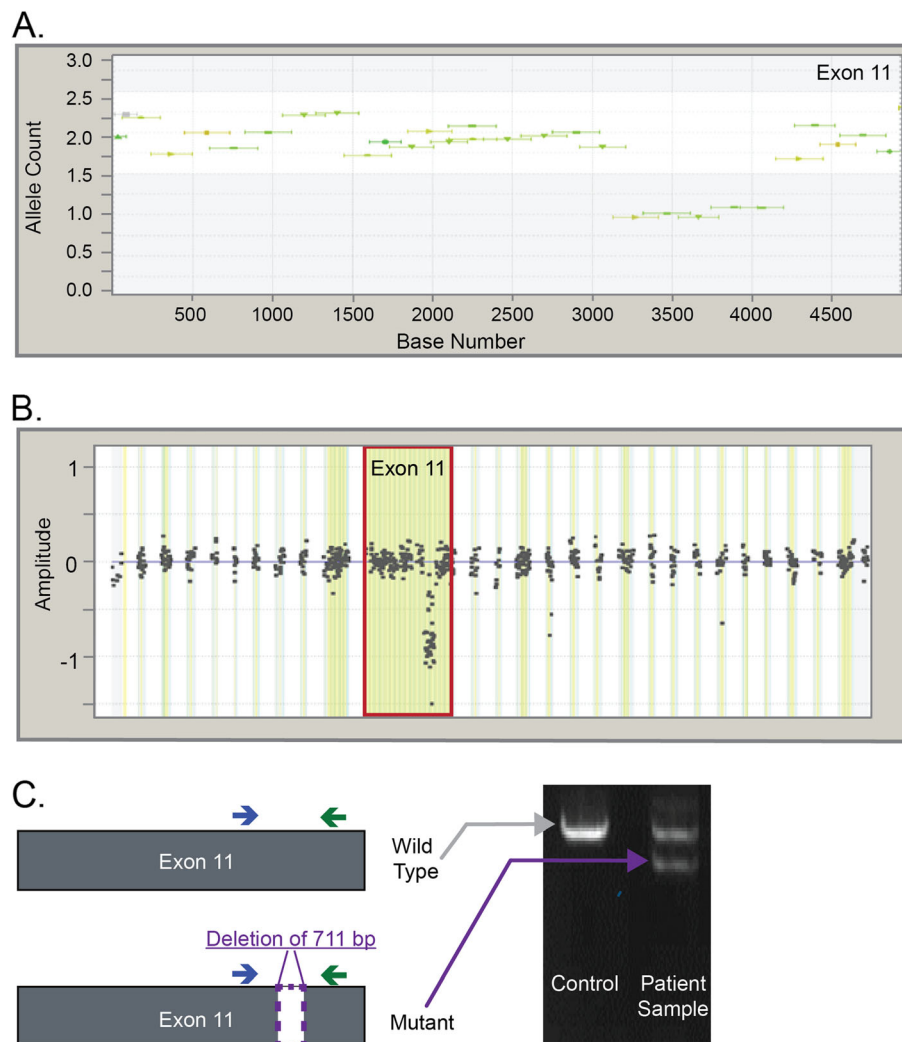 A.
Exon 11
3.0
2.5
2.0
1.5
1.0
0.5
0.0
Allele Count
500 1000 1500 2000 2500 3000 3500 4000 4500
Base Number
B.
Exon 11
1
0
-1
Amplitude
C.
Exon 11
Wild
Type
Deletion of 711 bp
Exon 11
Mutant
Control
Patient
Sample